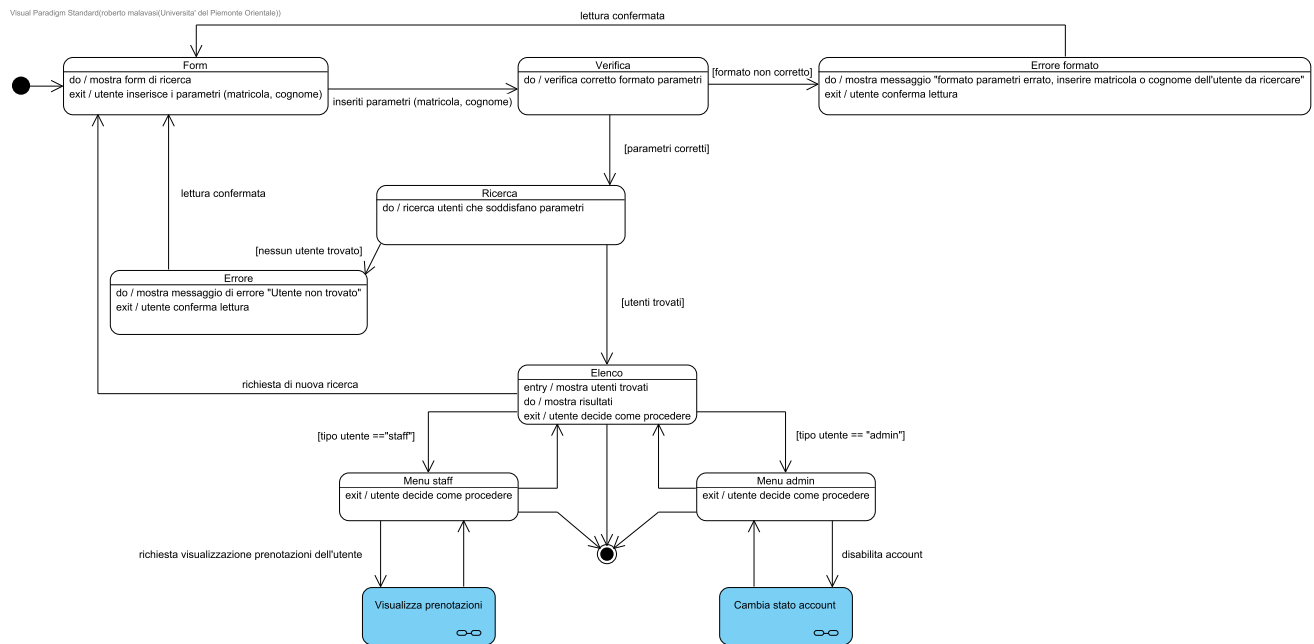 Visual Paradigm Standard(roberto malavasi(Universita' del Piemonte Orientale))
lettura confermata
Form
do / mostra form di ricerca
exit / utente inserisce i parametri (matricola, cognome)
inseriti parametri (matricola, cognome)
Verifica
do / verifica corretto formato parametri
[formato non corretto]
Errore formato
do / mostra messaggio "formato parametri errato, inserire matricola o cognome dell'utente da ricercare"
exit / utente conferma lettura
[parametri corretti]
lettura confermata
Ricerca
do / ricerca utenti che soddisfano parametri
[nessun utente trovato]
Errore
do / mostra messaggio di errore "Utente non trovato"
exit / utente conferma lettura
[utenti trovati]
richiesta di nuova ricerca
Elenco
entry / mostra utenti trovati
do / mostra risultati
exit / utente decide come procedere
[tipo utente =="staff"]
[tipo utente == "admin"]
Menu staff
exit / utente decide come procedere
Menu admin
exit / utente decide come procedere
richiesta visualizzazione prenotazioni dell'utente
disabilita account
Visualizza prenotazioni
Cambia stato account